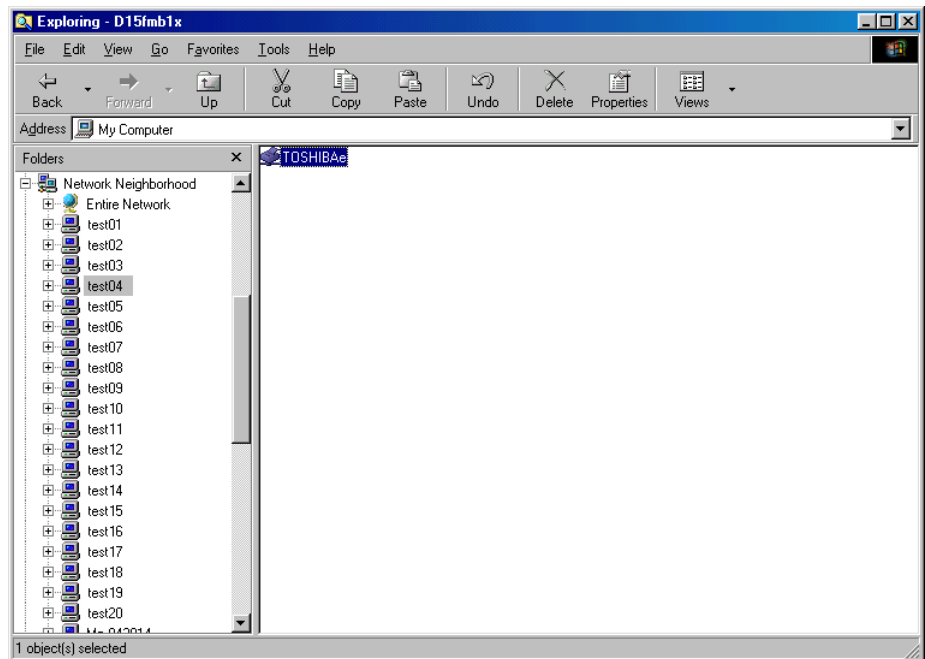 Exploring - D15fmb1x
File Edit View Go Favorites Tools Help
Back Forward Up Cut Copy Paste Undo Delete Properties Views
Address My Computer
Folders
TOSHIBAe
Network Neighborhood
Entire Network
test01
test02
test03
test04
test05
test06
test07
test08
test09
test10
test11
test12
test13
test14
test15
test16
test17
test18
test19
test20
1 object(s) selected